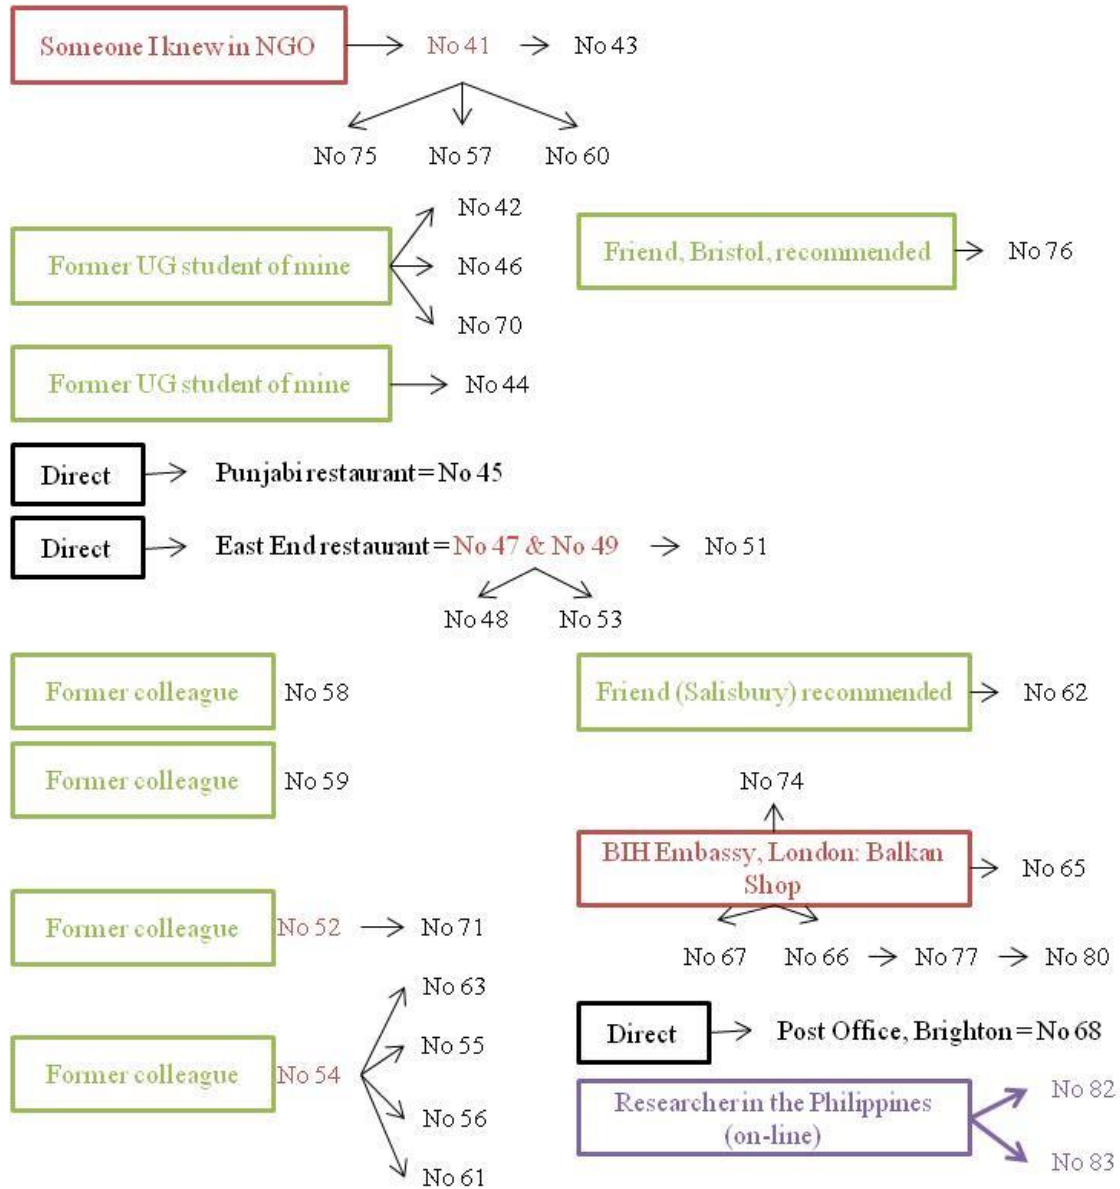 Someone I knew in NGO
No 41
No 43
No 75
No 57
No 60
No 42
Former UG student of mine
No 46
No 70
Friend, Bristol, recommended
No 76
Former UG student of mine
No 44
Direct
Punjabi restaurant = No 45
Direct
East End restaurant = No 47 & No 49
No 51
No 48
No 53
Former colleague
No 58
Friend (Salisbury) recommended
No 62
Former colleague
No 59
No 74
BIH Embassy, London: Balkan
Shop
No 65
No 67
No 66
No 77
No 80
Former colleague
No 52
No 71
Former colleague
No 54
No 63
No 55
No 56
No 61
Direct
Post Office, Brighton = No 68
Researcher in the Philippines
(on-line)
No 82
No 83